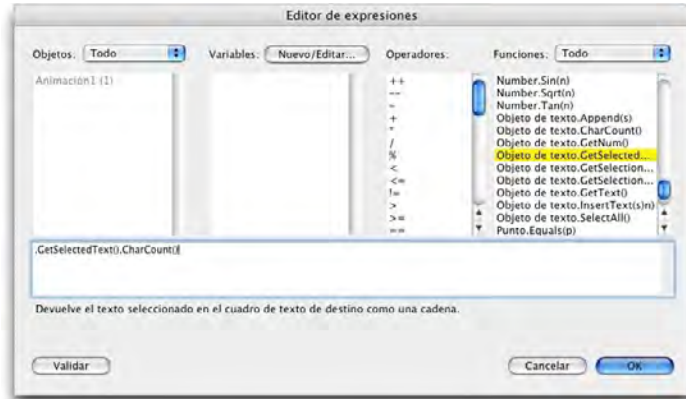 Editor de expresiones
Objetos: Todo Variables: Nuevo/Editar... Operadores: Funciones: Todo
Animación1 (1)
++
--
-
+
*
/
%
<
<=
!=
>
>=
==
Number.Sin(n)
Number.Sqrt(n)
Number.Tan(n)
Objeto de texto.Append(s)
Objeto de texto.CharCount()
Objeto de texto.GetNum()
Objeto de texto.GetSelected...
Objeto de texto.GetSelection...
Objeto de texto.GetSelection...
Objeto de texto.GetText()
Objeto de texto.InsertText(s)n)
Objeto de texto.SelectAll()
Punto.Equals(p)
.GetSelectedText().CharCount()
Devuelve el texto seleccionado en el cuadro de texto de destino como una cadena.
Validar Cancelar OK